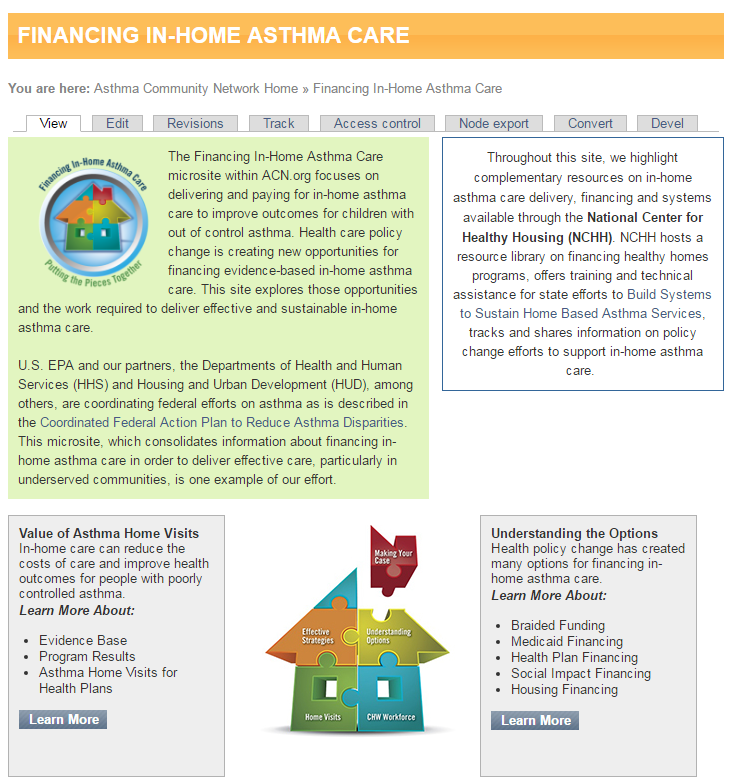 FINANCING IN-HOME ASTHMA CARE
You are here: Asthma Community Network Home » Financing In-Home Asthma Care
View Edit Revisions Track Access control Node export Convert Devel
Financing In-Home Asthma Care
Putting the Pieces Together
The Financing In-Home Asthma Care
microsite within ACN.org focuses on
delivering and paying for in-home asthma
care to improve outcomes for children with
out of control asthma. Health care policy
change is creating new opportunities for
financing evidence-based in-home asthma
care. This site explores those opportunities
and the work required to deliver effective and sustainable in-home
asthma care.
U.S. EPA and our partners, the Departments of Health and Human
Services (HHS) and Housing and Urban Development (HUD), among
others, are coordinating federal efforts on asthma as is described in
the Coordinated Federal Action Plan to Reduce Asthma Disparities.
This microsite, which consolidates information about financing in-
home asthma care in order to deliver effective care, particularly in
underserved communities, is one example of our effort.
Throughout this site, we highlight
complementary resources on in-home
asthma care delivery, financing and systems
available through the National Center for
Healthy Housing (NCHH). NCHH hosts a
resource library on financing healthy homes
programs, offers training and technical
assistance for state efforts to Build Systems
to Sustain Home Based Asthma Services,
tracks and shares information on policy
change efforts to support in-home asthma
care.
Value of Asthma Home Visits
In-home care can reduce the
costs of care and improve health
outcomes for people with poorly
controlled asthma.
Learn More About:
• Evidence Base
• Program Results
• Asthma Home Visits for
Health Plans
Learn More
Making Your
Case
Effective
Strategies
Understanding
Options
Home Visits
CHW Workforce
Understanding the Options
Health policy change has created
many options for financing in-
home asthma care.
Learn More About:
• Braided Funding
• Medicaid Financing
• Health Plan Financing
• Social Impact Financing
• Housing Financing
Learn More